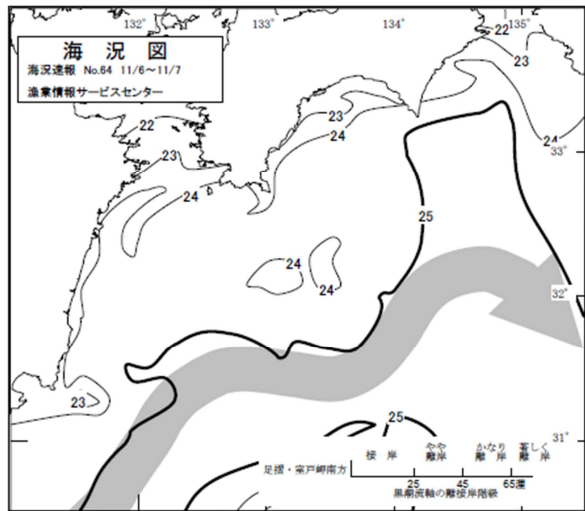 海況図
海況速報 No.64 11/6～11/7
漁業情報サービスセンター
132°
133°
134°
135°
22
23
23
24
24
22
23
24
33°
25
24
24
32°
23
25
31°
接岸 やや離岸 かなり離岸 著しく離岸
足摺・室戸岬南方
25 45 65浬
黒潮流軸の離接岸階級